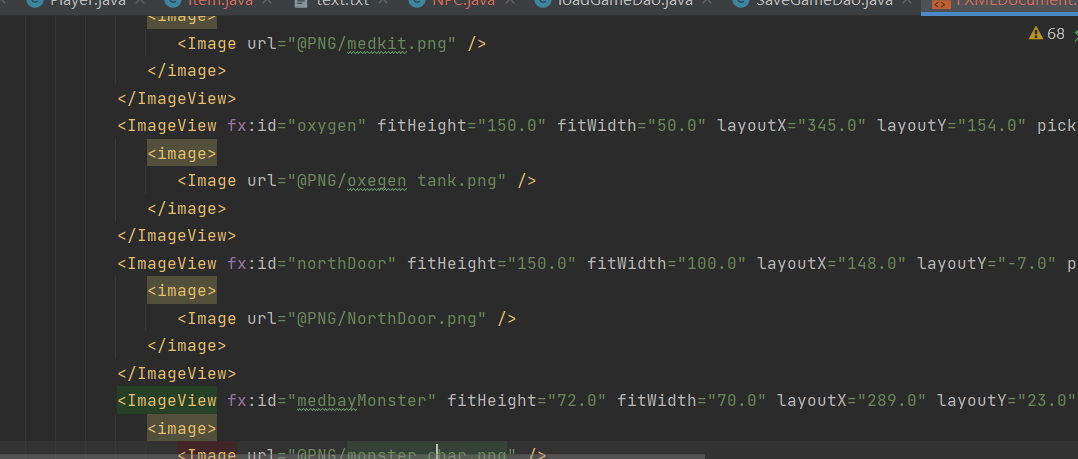 Player.java Item.java text.txt NPC.java loadGameDao.java SaveGameDao.java FXMLDocument.
<image>
68
<Image url="@PNG/medkit.png" />
</image>
</ImageView>
<ImageView fx:id="oxygen" fitHeight="150.0" fitWidth="50.0" layoutX="345.0" layoutY="154.0" pick
<image>
<Image url="@PNG/oxegen tank.png" />
</image>
</ImageView>
<ImageView fx:id="northDoor" fitHeight="150.0" fitWidth="100.0" layoutX="148.0" layoutY="-7.0" p
<image>
<Image url="@PNG/NorthDoor.png" />
</image>
</ImageView>
<ImageView fx:id="medbayMonster" fitHeight="72.0" fitWidth="70.0" layoutX="289.0" layoutY="23.0"
<image>
<Image url="@PNG/monster char.png" />